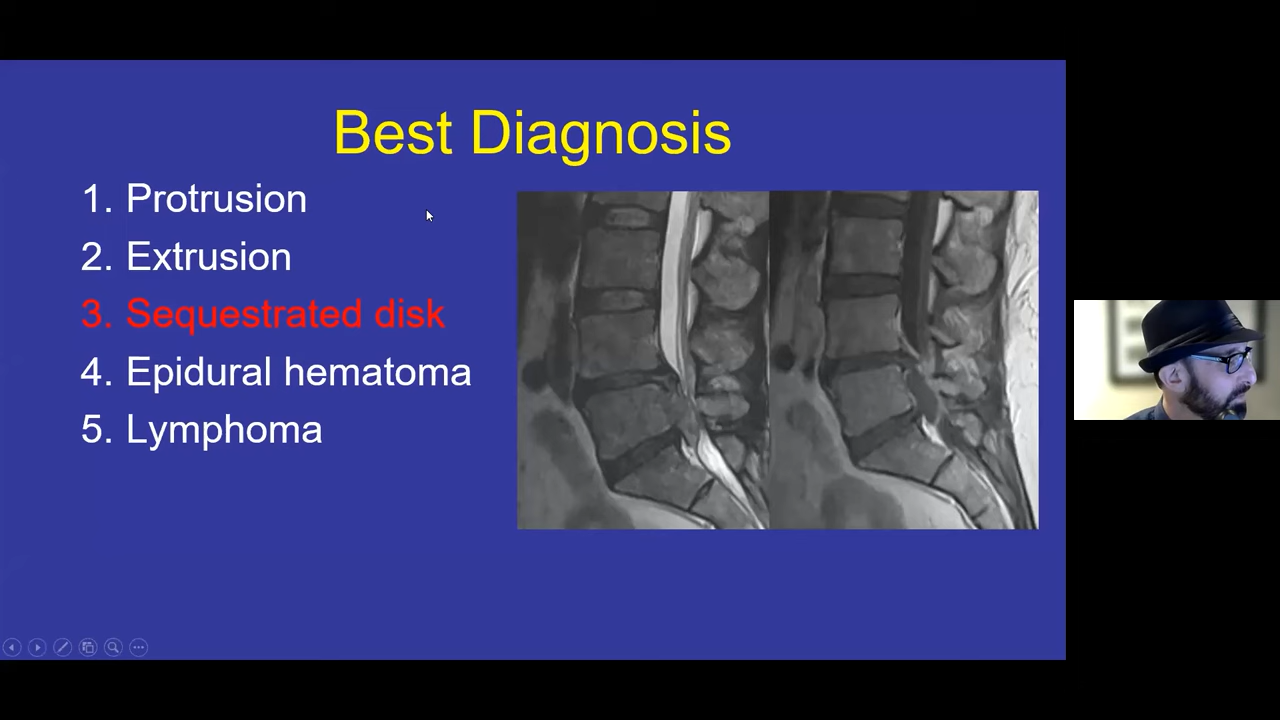 Best Diagnosis
1. Protrusion
2. Extrusion
3. Sequestrated disk
4. Epidural hematoma
5. Lymphoma